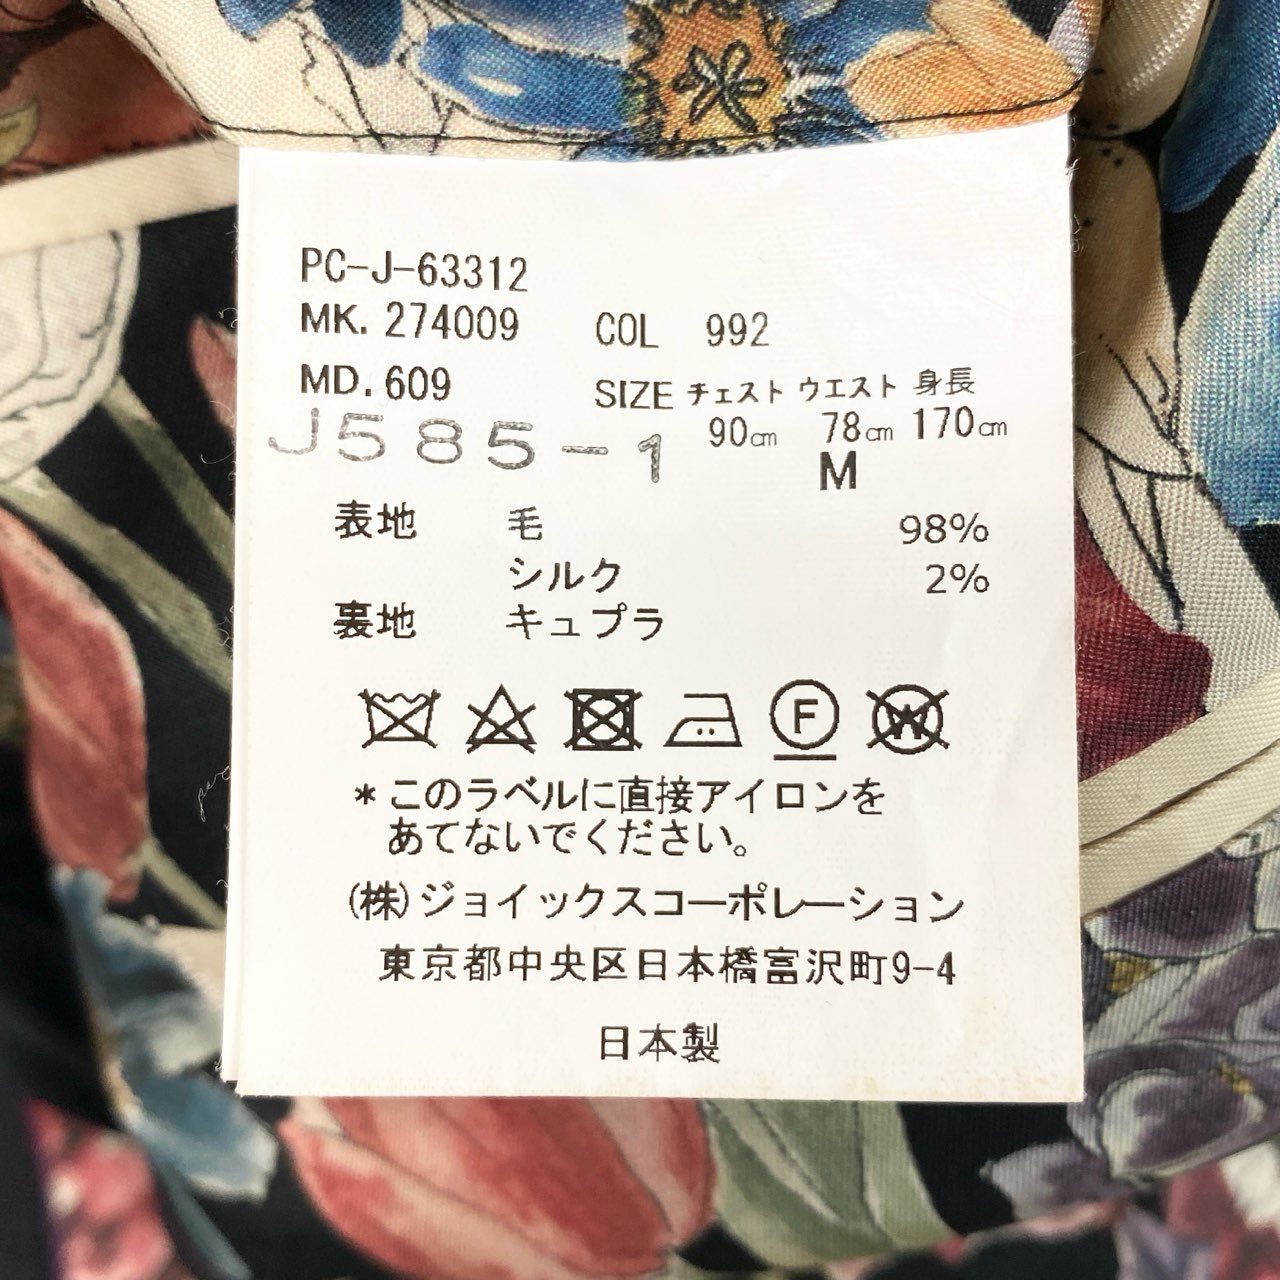 PC-J-63312
MK. 274009 COL 992
MD. 609 SIZE チェスト ウエスト 身長
90cm 78cm 170cm
J585-1 M
表地 毛 98%
シルク 2%
裏地 キュプラ
F W
*このラベルに直接アイロンを
あてないでください。
(株)ジョイックスコーポレーション
東京都中央区日本橋富沢町9-4
日本製